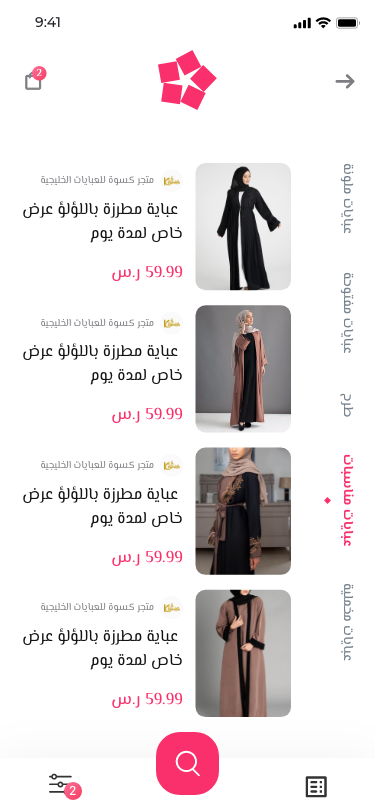 9:41
2
متجر كسوة للعبايات الخليجية
عباية مطرزة باللؤلؤ عرض
خاص لمدة يوم
59.99 ر.س
متجر كسوة للعبايات الخليجية
عباية مطرزة باللؤلؤ عرض
خاص لمدة يوم
59.99 ر.س
متجر كسوة للعبايات الخليجية
عباية مطرزة باللؤلؤ عرض
خاص لمدة يوم
59.99 ر.س
متجر كسوة للعبايات الخليجية
عباية مطرزة باللؤلؤ عرض
خاص لمدة يوم
59.99 ر.س
عبايات ملونة
عبايات مفتوحة
طرح
عبايات مناسبات
عبايات مخملية
2